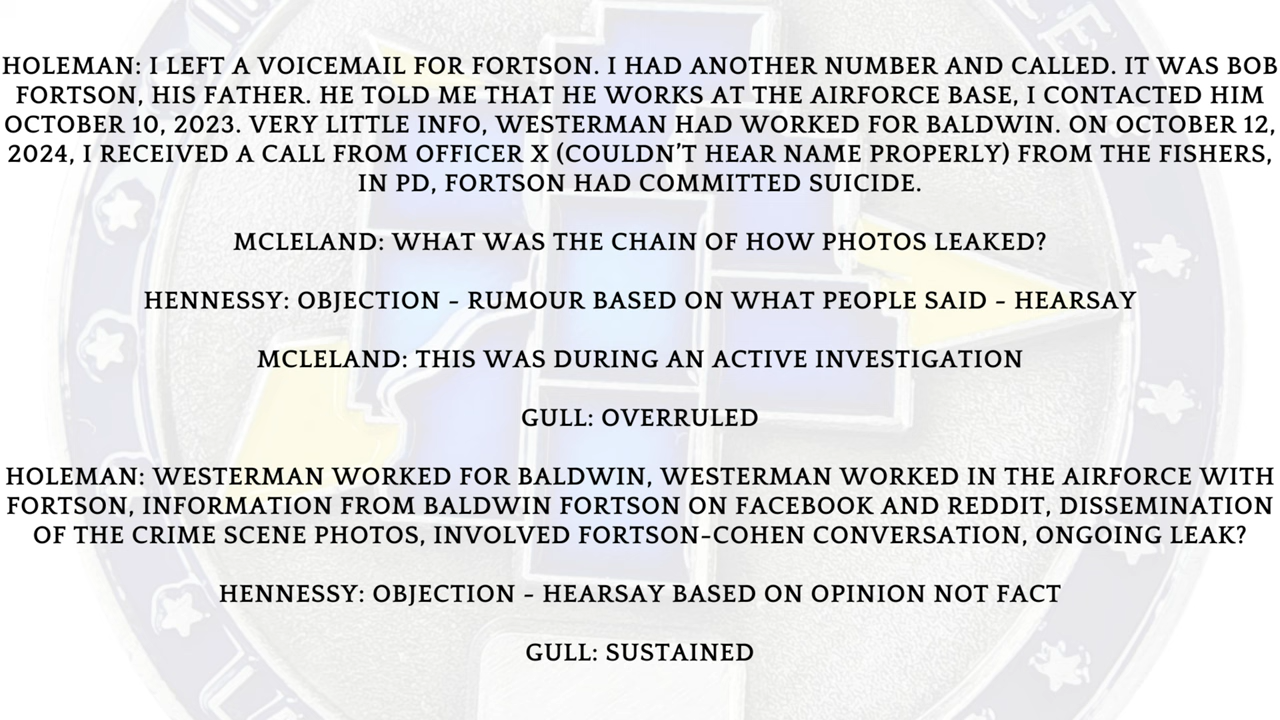 HOLEMAN: I LEFT A VOICEMAIL FOR FORTSON. I HAD ANOTHER NUMBER AND CALLED. IT WAS BOB
FORTSON, HIS FATHER. HE TOLD ME THAT HE WORKS AT THE AIRFORCE BASE, I CONTACTED HIM
OCTOBER 10, 2023. VERY LITTLE INFO, WESTERMAN HAD WORKED FOR BALDWIN. ON OCTOBER 12,
2024, I RECEIVED A CALL FROM OFFICER X (COULDN'T HEAR NAME PROPERLY) FROM THE FISHERS,
IN PD, FORTSON HAD COMMITTED SUICIDE.
MCLELAND: WHAT WAS THE CHAIN OF HOW PHOTOS LEAKED?
HENNESSY: OBJECTION - RUMOUR BASED ON WHAT PEOPLE SAID - HEARSAY
MCLELAND: THIS WAS DURING AN ACTIVE INVESTIGATION
GULL: OVERRULED
HOLEMAN: WESTERMAN WORKED FOR BALDWIN, WESTERMAN WORKED IN THE AIRFORCE WITH
FORTSON, INFORMATION FROM BALDWIN FORTSON ON FACEBOOK AND REDDIT, DISSEMINATION
OF THE CRIME SCENE PHOTOS, INVOLVED FORTSON-COHEN CONVERSATION, ONGOING LEAK?
HENNESSY: OBJECTION - HEARSAY BASED ON OPINION NOT FACT
GULL: SUSTAINED